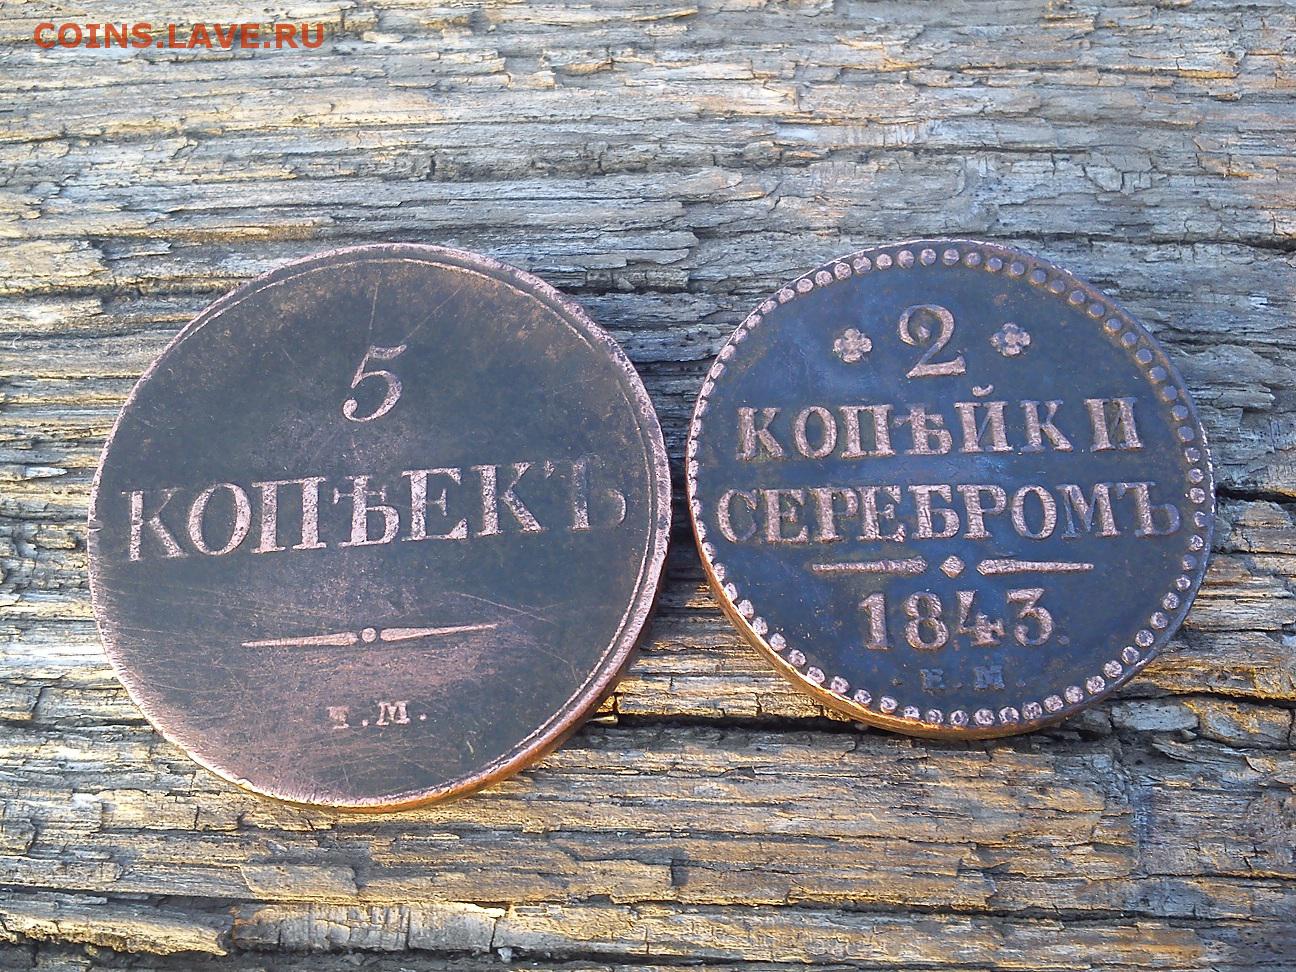 COINS.LAVE.RU
5
КОПѢЕКЪ
.М.
2
КОПѢЙКИ
СЕРЕБРОМЪ
1843
Е.М.